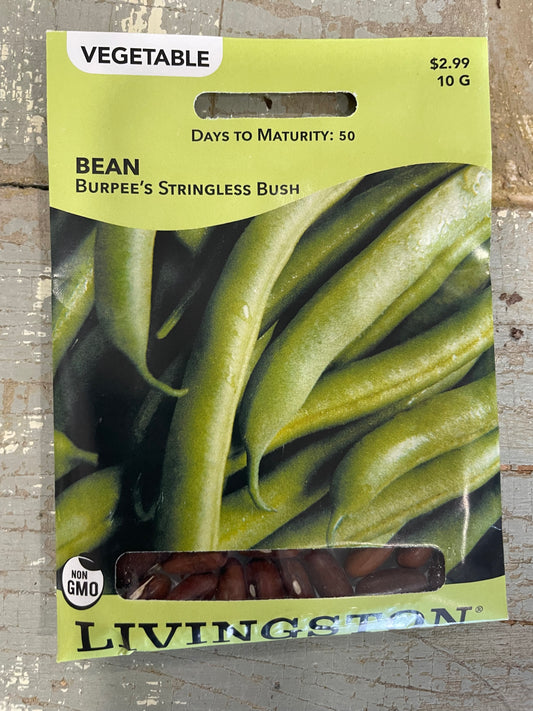 VEGETABLE
$2.99
10 G
DAYS TO MATURITY: 50
BEAN
BURPEE'S STRINGLESS BUSH
NON
GMO
LIVINGSTON®